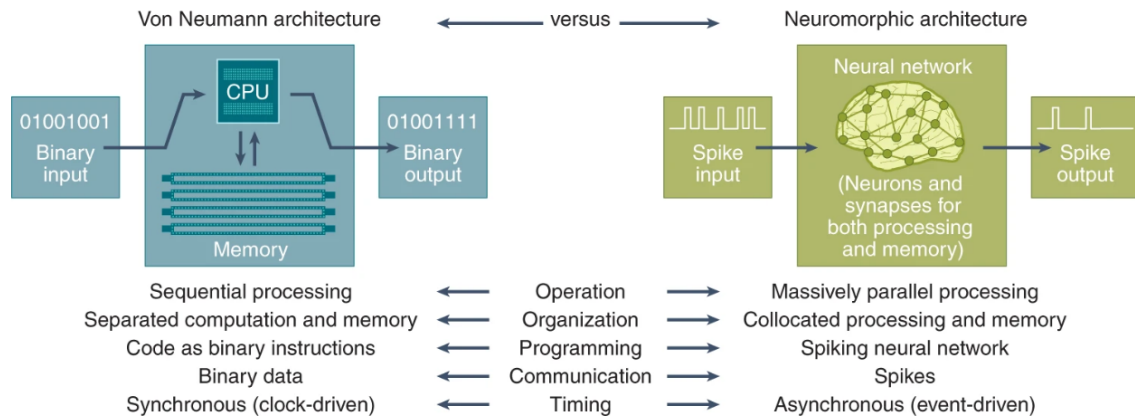 Von Neumann architecture versus Neuromorphic architecture
CPU
01001001
Binary
input
01001111
Binary
output
Memory
Neural network
Spike
input
Spike
output
(Neurons and
synapses for
both processing
and memory)
Sequential processing Operation Massively parallel processing
Separated computation and memory Organization Collocated processing and memory
Code as binary instructions Programming Spiking neural network
Binary data Communication Spikes
Synchronous (clock-driven) Timing Asynchronous (event-driven)